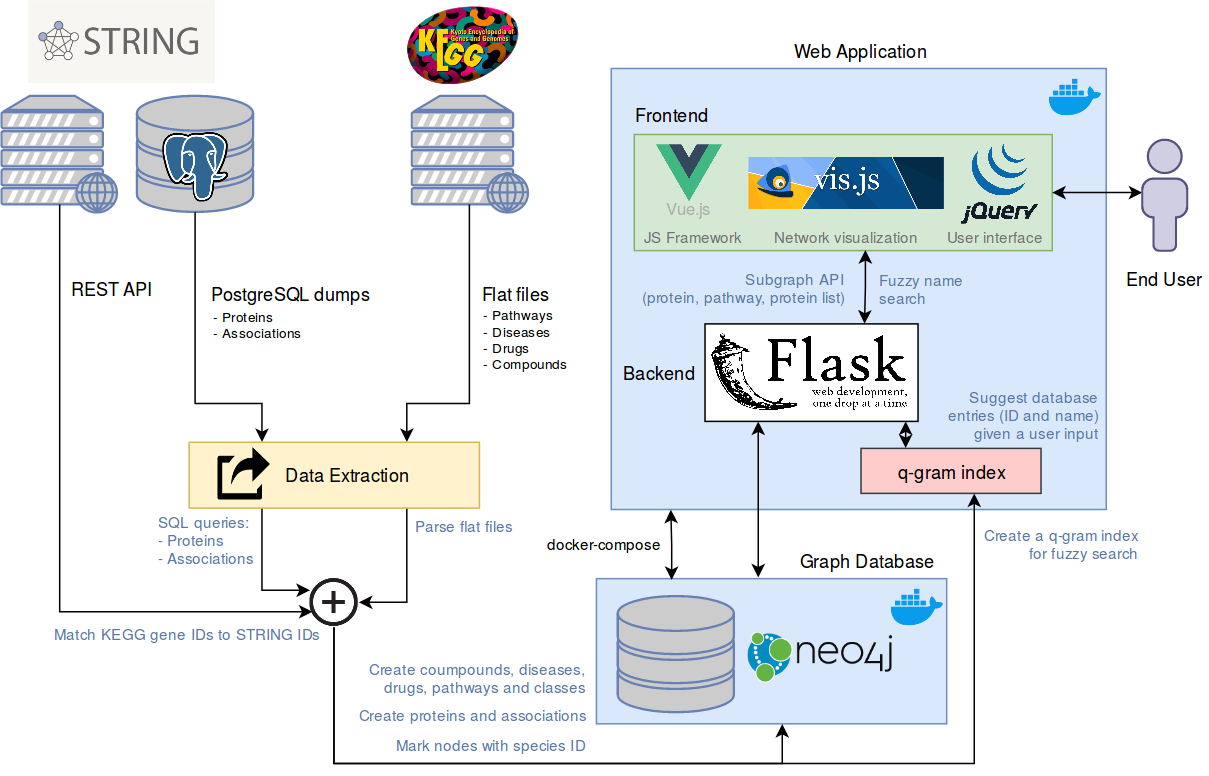 STRING
Kyoto Encyclopedia of
Genes and Genomes
KEGG
Web Application
Frontend
Vue.js
vis.js
jQuery
JS Framework
Network visualization
User interface
End User
REST API
PostgreSQL dumps
- Proteins
- Associations
Flat files
- Pathways
- Diseases
- Drugs
- Compounds
Subgraph API
(protein, pathway, protein list)
Fuzzy name
search
Backend
Flask
web development,
one drop at a time
Suggest database
entries (ID and name)
given a user input
q-gram index
Data Extraction
SQL queries:
- Proteins
- Associations
Parse flat files
docker-compose
Create a q-gram index
for fuzzy search
Graph Database
neo4j
+
Match KEGG gene IDs to STRING IDs
Create coumpounds, diseases,
drugs, pathways and classes
Create proteins and associations
Mark nodes with species ID